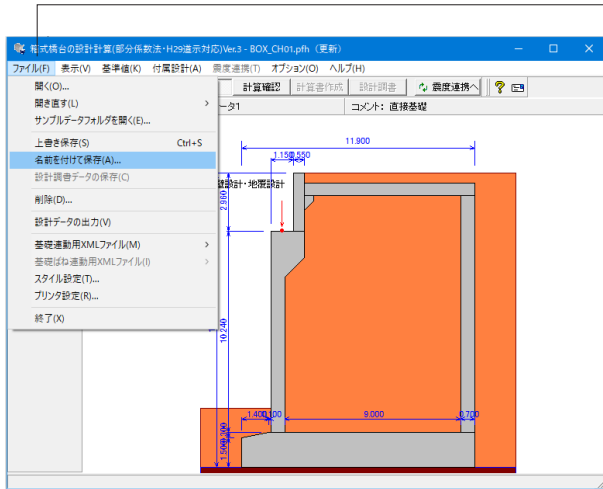 箱式橋台の設計計算(部分係数法・H29道示対応)Ver.3 - BOX_CH01.pfh（更新）
ファイル(F) 表示(V) 基準値(K) 付属設計(A) 震度連携(T) オプション(O) ヘルプ(H)
計算確認 計算書作成 設計調書 震度連携へ
開く(O)...
開き直す(L)
ータ1 コメント: 直接基礎
サンプルデータフォルダを開く(E)...
上書き保存(S) Ctrl+S
名前を付けて保存(A)...
設計調書データの保存(C)
削除(D)...
設計データの出力(V)
基礎連動用XMLファイル(M)
基礎ばね連動用XMLファイル(I)
スタイル設定(T)...
プリンタ設定(R)...
終了(X)
11.900
1.150 0.550
壁設計・地覆設計
2.960
10.240
1.400 0.100 9.000 0.700
1.500 0.300